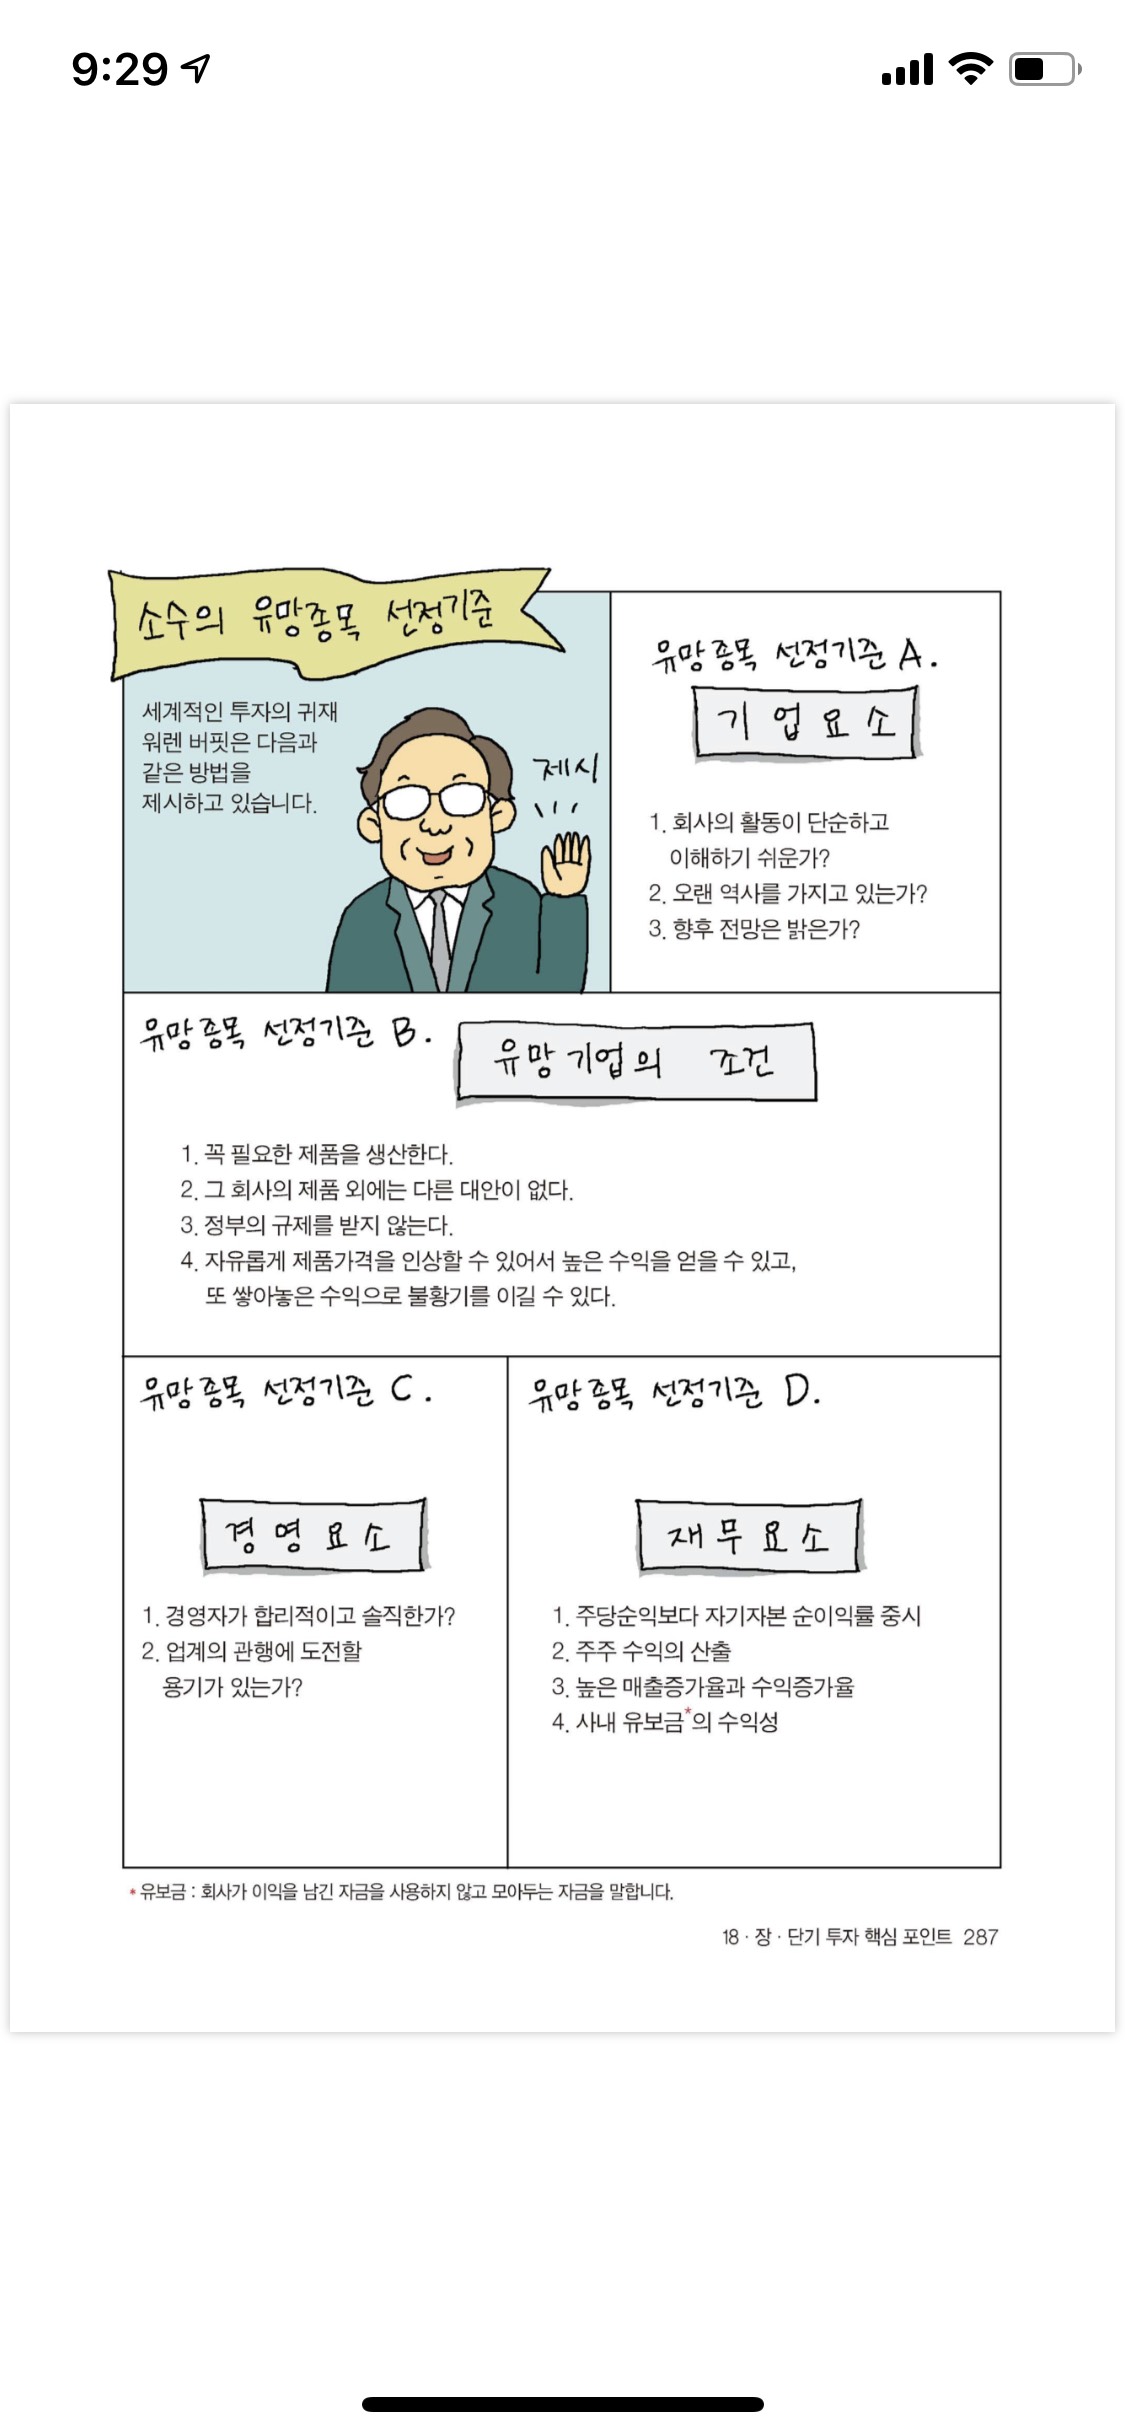 9:29
소수의 유망종목 선정기준
세계적인 투자의 귀재
워렌 버핏은 다음과
같은 방법을
제시하고 있습니다.
제시
유망종목 선정기준 A.
기업요소
1. 회사의 활동이 단순하고
이해하기 쉬운가?
2. 오랜 역사를 가지고 있는가?
3. 향후 전망은 밝은가?
유망종목 선정기준 B.
유망기업의 조건
1. 꼭 필요한 제품을 생산한다.
2. 그 회사의 제품 외에는 다른 대안이 없다.
3. 정부의 규제를 받지 않는다.
4. 자유롭게 제품가격을 인상할 수 있어서 높은 수익을 얻을 수 있고,
또 쌓아놓은 수익으로 불황기를 이길 수 있다.
유망종목 선정기준 C.
경영요소
1. 경영자가 합리적이고 솔직한가?
2. 업계의 관행에 도전할
용기가 있는가?
유망종목 선정기준 D.
재무요소
1. 주당순익보다 자기자본 순이익률 중시
2. 주주 수익의 산출
3. 높은 매출증가율과 수익증가율
4. 사내 유보금*의 수익성
* 유보금 : 회사가 이익을 남긴 자금을 사용하지 않고 모아두는 자금을 말합니다.
18 · 장 · 단기 투자 핵심 포인트 287